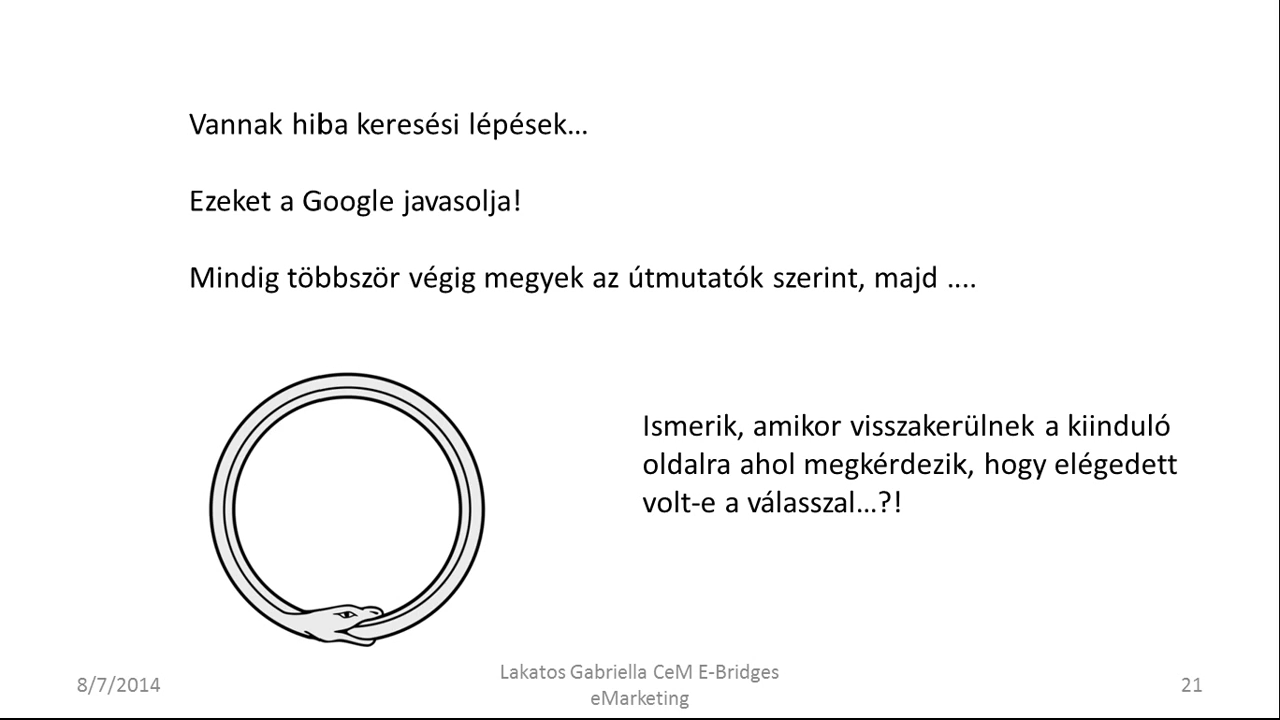 Vannak hiba keresési lépések...
Ezeket a Google javasolja!
Mindig többször végig megyek az útmutatók szerint, majd ....
Ismerik, amikor visszakerülnek a kiinduló
oldalra ahol megkérdezik, hogy elégedett
volt-e a válasszal...?!
8/7/2014
Lakatos Gabriella CeM E-Bridges
eMarketing
21